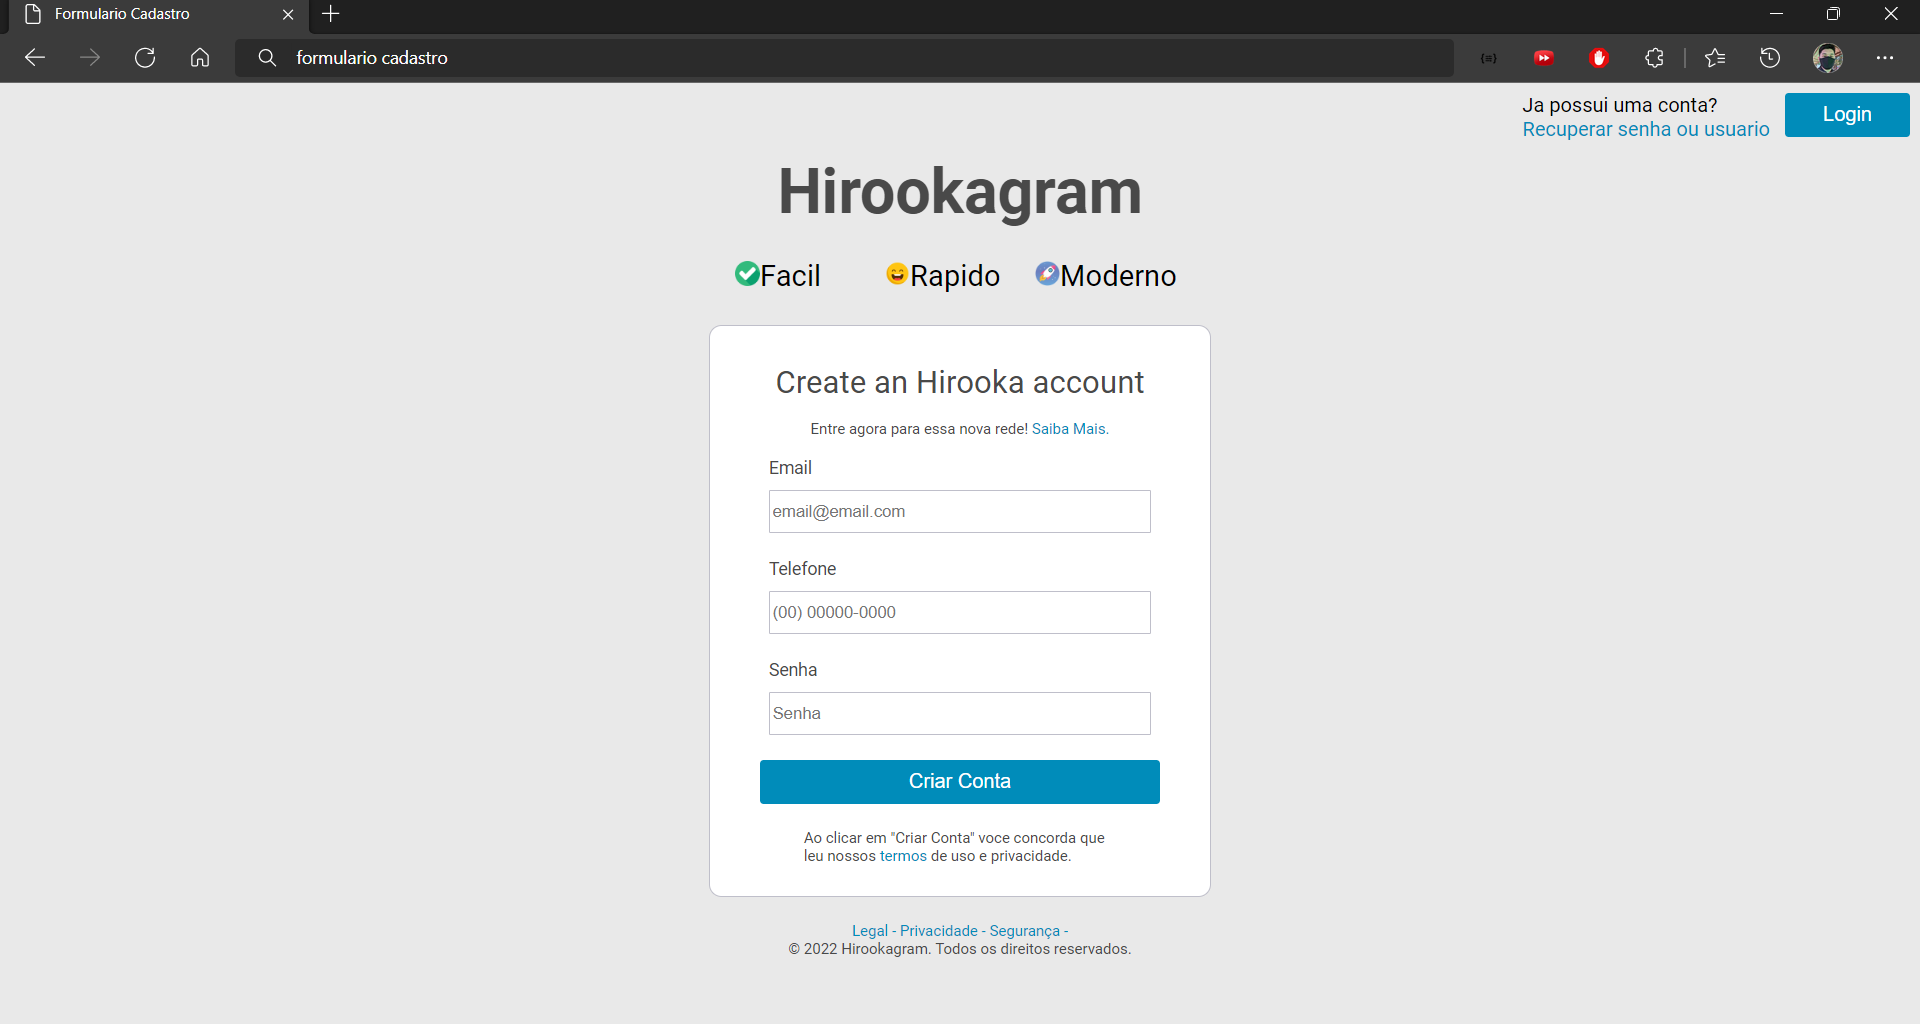 Formulario Cadastro
formulario cadastro
Ja possui uma conta?
Recuperar senha ou usuario
Login
Hirookagram
Facil
Rapido
Moderno
Create an Hirooka account
Entre agora para essa nova rede! Saiba Mais.
Email
email@email.com
Telefone
(00) 00000-0000
Senha
Senha
Criar Conta
Ao clicar em "Criar Conta" voce concorda que
leu nossos termos de uso e privacidade.
Legal - Privacidade - Segurança -
© 2022 Hirookagram. Todos os direitos reservados.